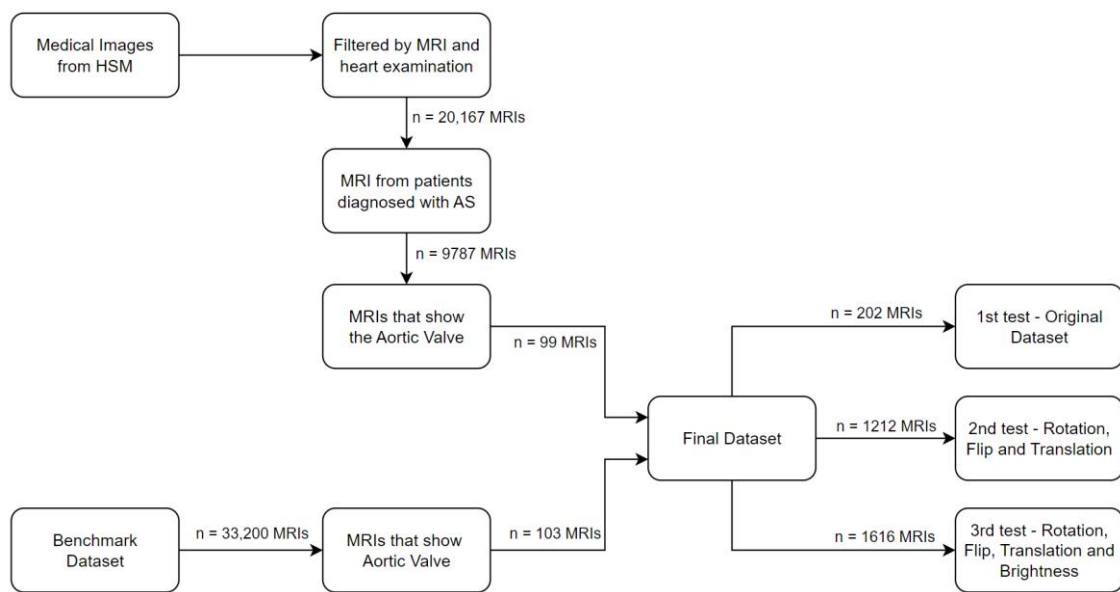 Medical Images
from HSM
Filtered by MRI and
heart examination
n = 20,167 MRIs
MRI from patients
diagnosed with AS
n = 9787 MRIs
MRIs that show
the Aortic Valve
n = 99 MRIs
n = 202 MRIs
1st test - Original
Dataset
Final Dataset
n = 1212 MRIs
2nd test - Rotation,
Flip and Translation
Benchmark
Dataset
n = 33,200 MRIs
MRIs that show
Aortic Valve
n = 103 MRIs
n = 1616 MRIs
3rd test - Rotation,
Flip, Translation and
Brightness